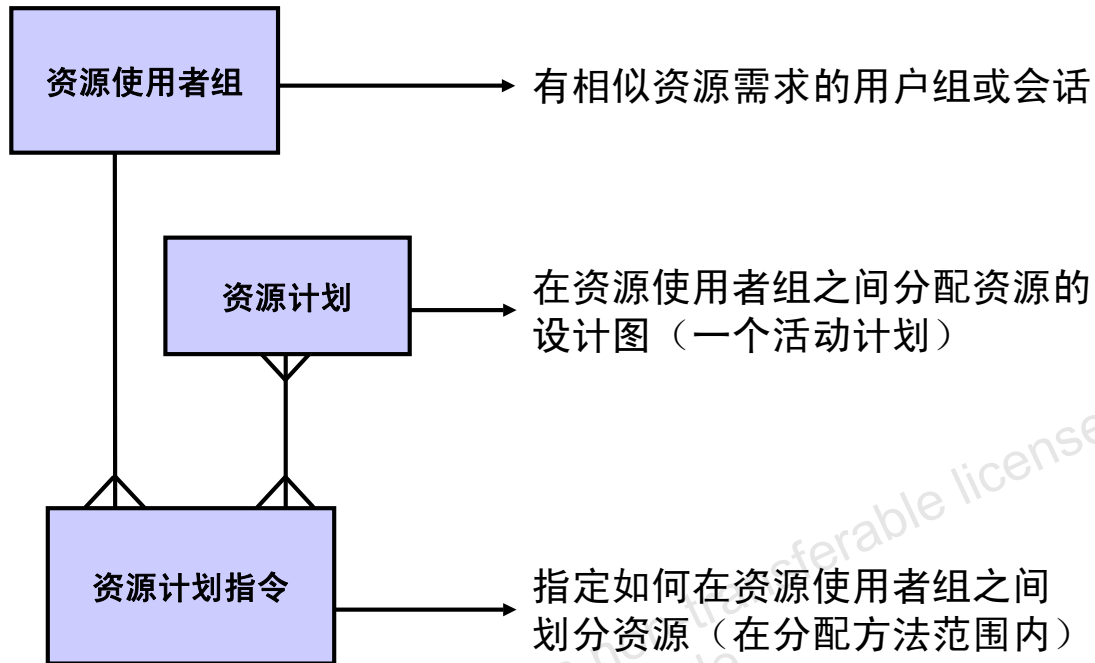 资源使用者组
有相似资源需求的用户组或会话
资源计划
在资源使用者组之间分配资源的
设计图（一个活动计划）
资源计划指令
指定如何在资源使用者组之间
划分资源（在分配方法范围内）
non-transferable license